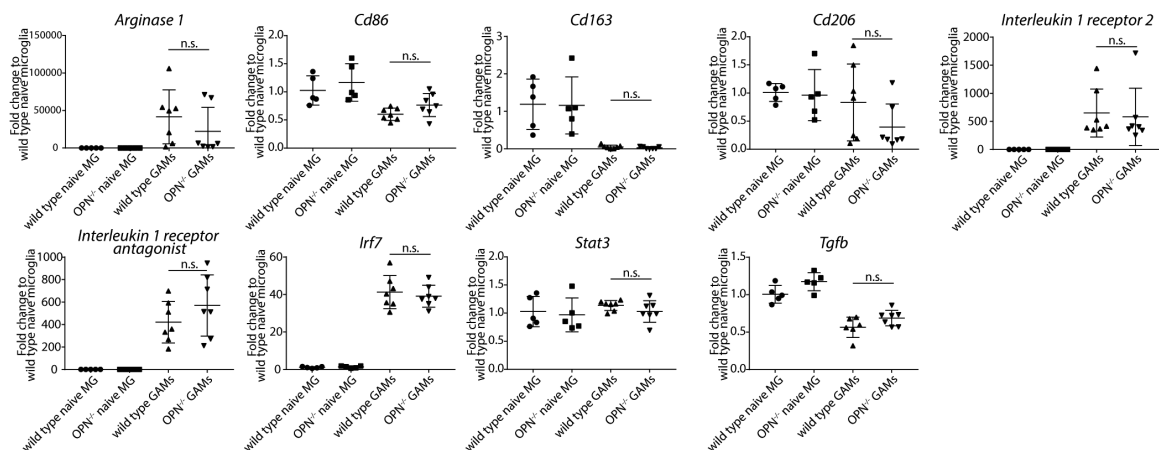 Arginase 1
Fold change to
wild type naive microglia
150000
100000
50000
0
n.s.
wild type naive MG
OPN-/- naive MG
wild type GAMs
OPN-/- GAMs
Cd86
Fold change to
wild type naive microglia
2.0
1.5
1.0
0.5
0.0
n.s.
wild type naive MG
OPN-/- naïve MG
wild type GAMs
OPN-/- GAMs
Cd163
Fold change to
wild type naive microglia
3
2
1
0
n.s.
wild type naive MG
OPN-/- naive MG
wild type GAMs
OPN-/- GAMs
Cd206
Fold change to
wild type naive microglia
2.0
1.5
1.0
0.5
0.0
n.s.
wild type naive MG
OPN-/- naive MG
wild type GAMs
OPN-/- GAMs
Interleukin 1 receptor 2
Fold change to
wild type naive microglia
2000
1500
1000
500
0
n.s.
wild type naive MG
OPN-/- naive MG
wild type GAMs
OPN-/- GAMs
Interleukin 1 receptor
antagonist
Fold change to
wild type naive microglia
1000
800
600
400
200
0
n.s.
wild type naive MG
OPN-/- naive MG
wild type GAMs
OPN-/- GAMs
Irf7
Fold change to
wild type naive microglia
60
40
20
0
n.s.
wild type naive MG
OPN-/- naive MG
wild type GAMs
OPN-/- GAMs
Stat3
Fold change to
wild type naive microglia
2.0
1.5
1.0
0.5
0.0
n.s.
wild type naive MG
OPN-/- naive MG
wild type GAMs
OPN-/- GAMs
Tgfb
Fold change to
wild type naive microglia
1.5
1.0
0.5
0.0
n.s.
wild type naive MG
OPN-/- naive MG
wild type GAMs
OPN-/- GAMs